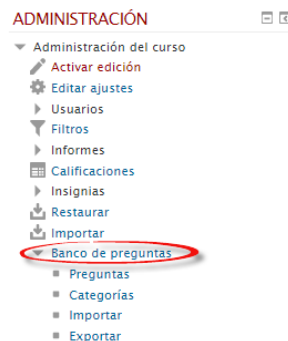 ADMINISTRACIÓN
Administración del curso
Activar edición
Editar ajustes
Usuarios
Filtros
Informes
Calificaciones
Insignias
Restaurar
Importar
Banco de preguntas
Preguntas
Categorías
Importar
Exportar